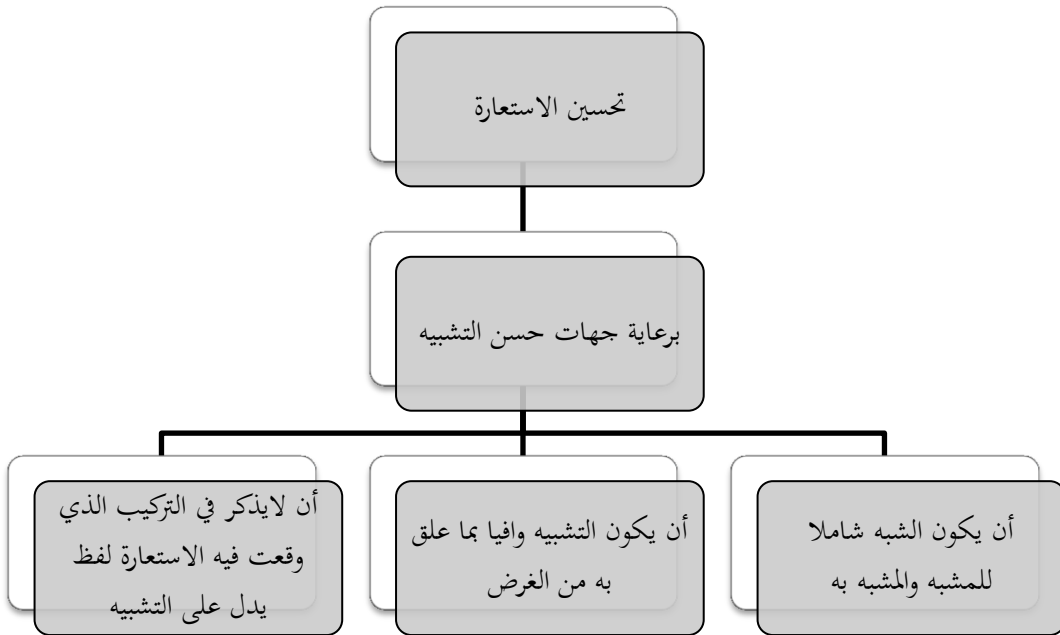 تحسين الاستعارة
برعاية جهات حسن التشبيه
أن يكون الشبه شاملا
للمشبه والمشبه به
أن يكون التشبيه وافيا بما علق
به من الغرض
أن لايذكر في التركيب الذي
وقعت فيه الاستعارة لفظ
يدل على التشبيه